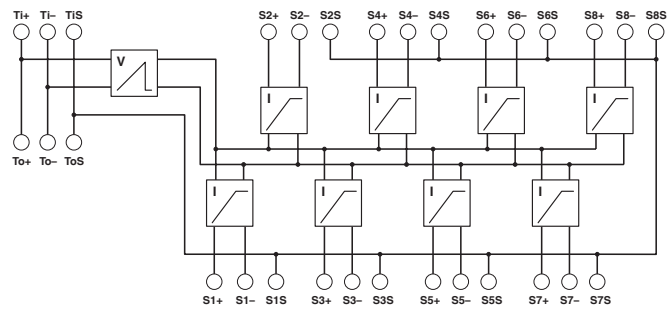 Ti+ Ti– TiS S2+ S2– S2S S4+ S4– S4S S6+ S6– S6S S8+ S8– S8S
V
I I I I
To+ To– ToS
I I I I
S1+ S1– S1S S3+ S3– S3S S5+ S5– S5S S7+ S7– S7S